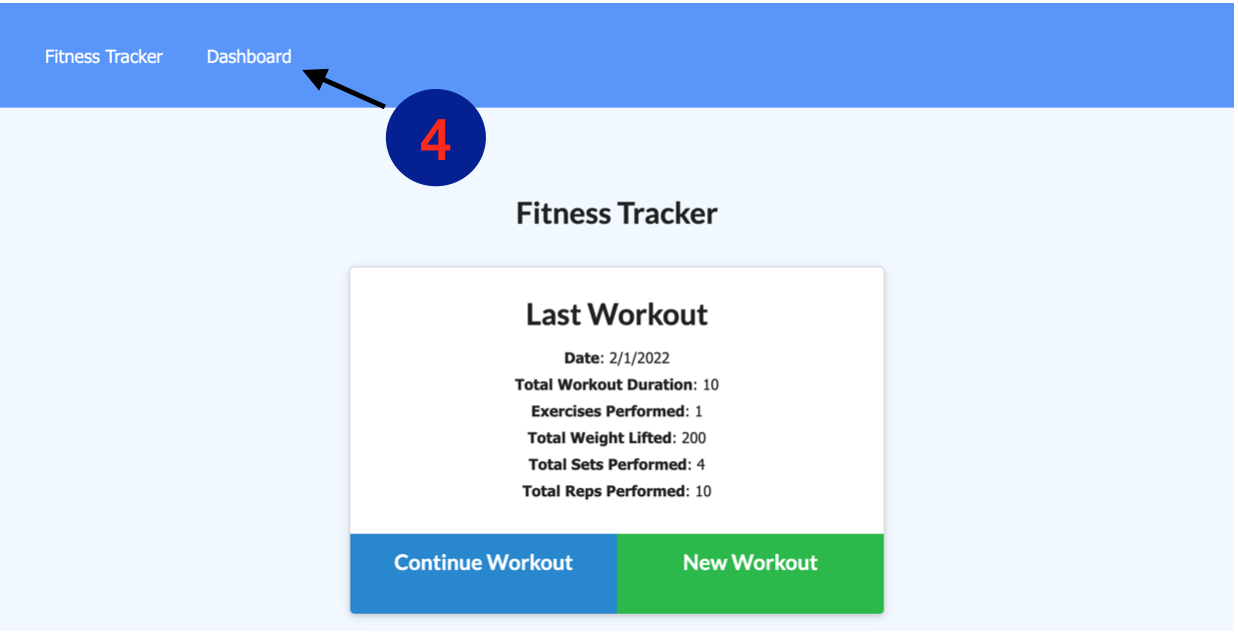 Fitness Tracker Dashboard
4
Fitness Tracker
Last Workout
Date: 2/1/2022
Total Workout Duration: 10
Exercises Performed: 1
Total Weight Lifted: 200
Total Sets Performed: 4
Total Reps Performed: 10
Continue Workout New Workout